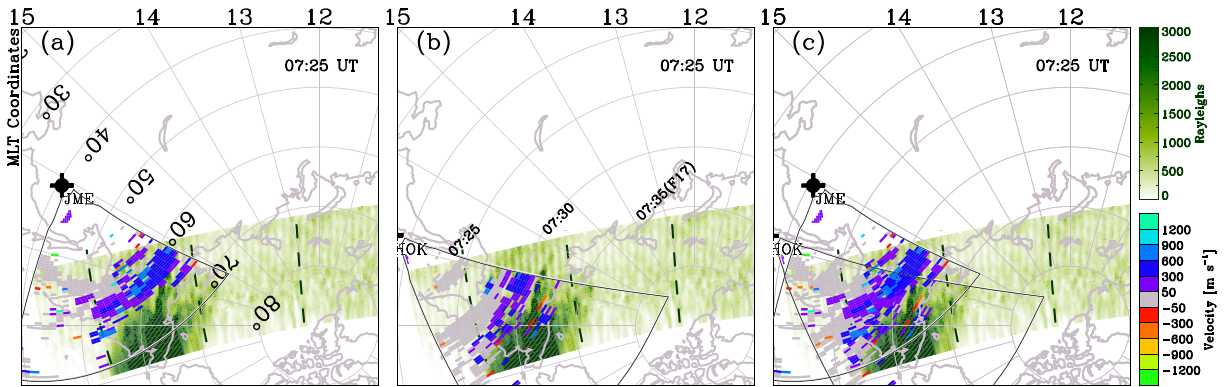 15 14 13 12
15 14 13 12
15 14 13 12
MLT Coordinates
(a)
07:25 UT
30°
40°
50°
60°
70°
80°
JME
(b)
07:25 UT
07:25
07:30
07:35(F17)
HOK
(c)
07:25 UT
JME
HOK
3000
2500
2000
1500
1000
500
0
Rayleighs
1200
900
600
300
50
-50
-300
-600
-900
-1200
Velocity [m s⁻¹]